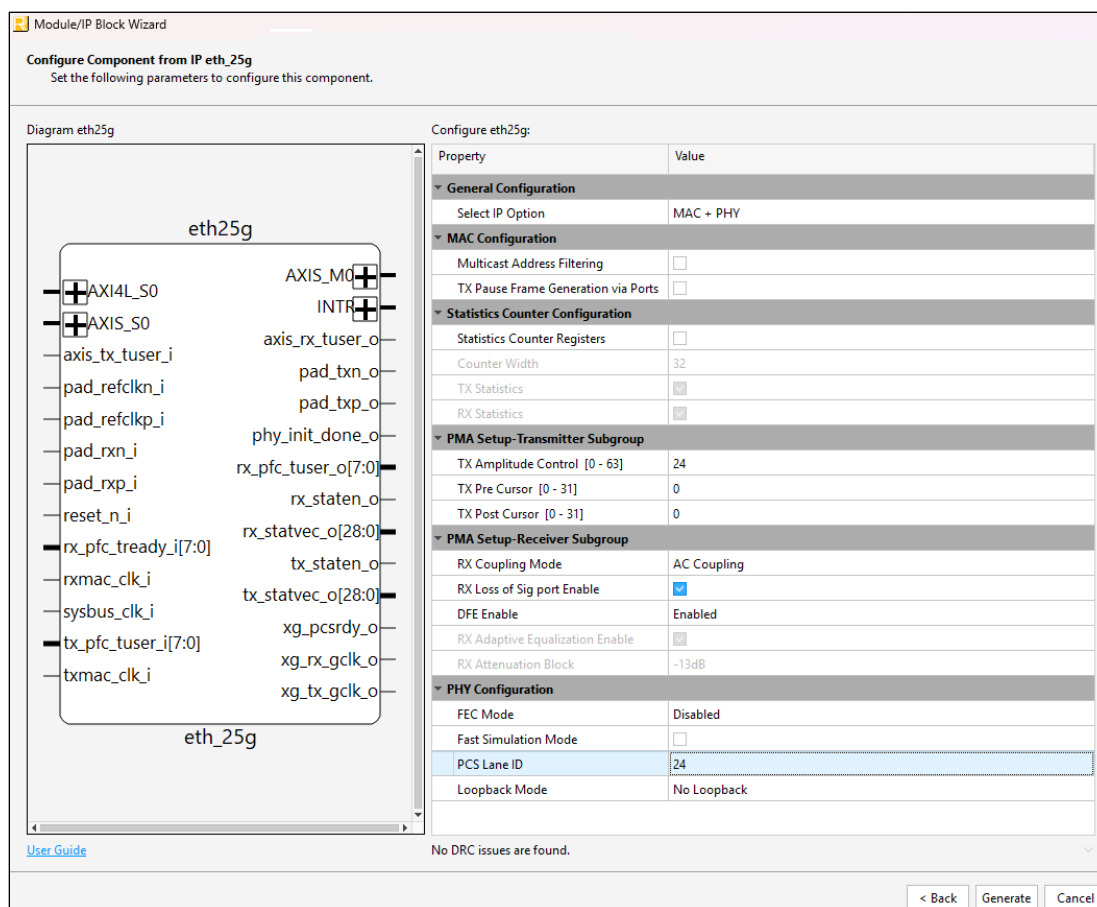 Module/IP Block Wizard
Configure Component from IP eth_25g
Set the following parameters to configure this component.
Diagram eth25g
eth25g
AXI4L_S0
AXIS_S0
axis_tx_tuser_i
pad_refclkn_i
pad_refclkp_i
pad_rxn_i
pad_rxp_i
reset_n_i
rx_pfc_tready_i[7:0]
rxmac_clk_i
sysbus_clk_i
tx_pfc_tuser_i[7:0]
txmac_clk_i
AXIS_M0
INTR
axis_rx_tuser_o
pad_txn_o
pad_txp_o
phy_init_done_o
rx_pfc_tuser_o[7:0]
rx_staten_o
rx_statvec_o[28:0]
tx_staten_o
tx_statvec_o[28:0]
xg_pcsrdy_o
xg_rx_gclk_o
xg_tx_gclk_o
eth_25g
User Guide
Configure eth25g:
Property Value
General Configuration
Select IP Option MAC + PHY
MAC Configuration
Multicast Address Filtering
TX Pause Frame Generation via Ports
Statistics Counter Configuration
Statistics Counter Registers
Counter Width 32
TX Statistics
RX Statistics
PMA Setup-Transmitter Subgroup
TX Amplitude Control [0 - 63] 24
TX Pre Cursor [0 - 31] 0
TX Post Cursor [0 - 31] 0
PMA Setup-Receiver Subgroup
RX Coupling Mode AC Coupling
RX Loss of Sig port Enable
DFE Enable Enabled
RX Adaptive Equalization Enable
RX Attenuation Block -13dB
PHY Configuration
FEC Mode Disabled
Fast Simulation Mode
PCS Lane ID 24
Loopback Mode No Loopback
No DRC issues are found.
< Back Generate Cancel